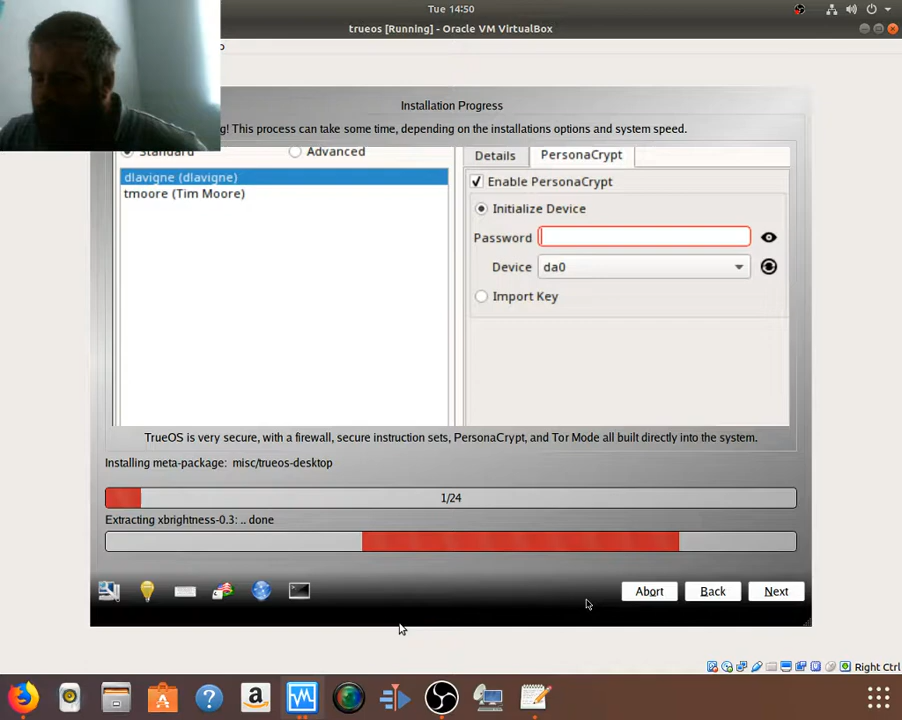 Tue 14:50
trueos [Running] - Oracle VM VirtualBox
Installation Progress
! This process can take some time, depending on the installations options and system speed.
Standard
Advanced
Details
PersonaCrypt
dlavigne (dlavigne)
tmoore (Tim Moore)
Enable PersonaCrypt
Initialize Device
Password
Device
da0
Import Key
TrueOS is very secure, with a firewall, secure instruction sets, PersonaCrypt, and Tor Mode all built directly into the system.
Installing meta-package: misc/trueos-desktop
1/24
Extracting xbrightness-0.3: .. done
Abort
Back
Next
Right Ctrl